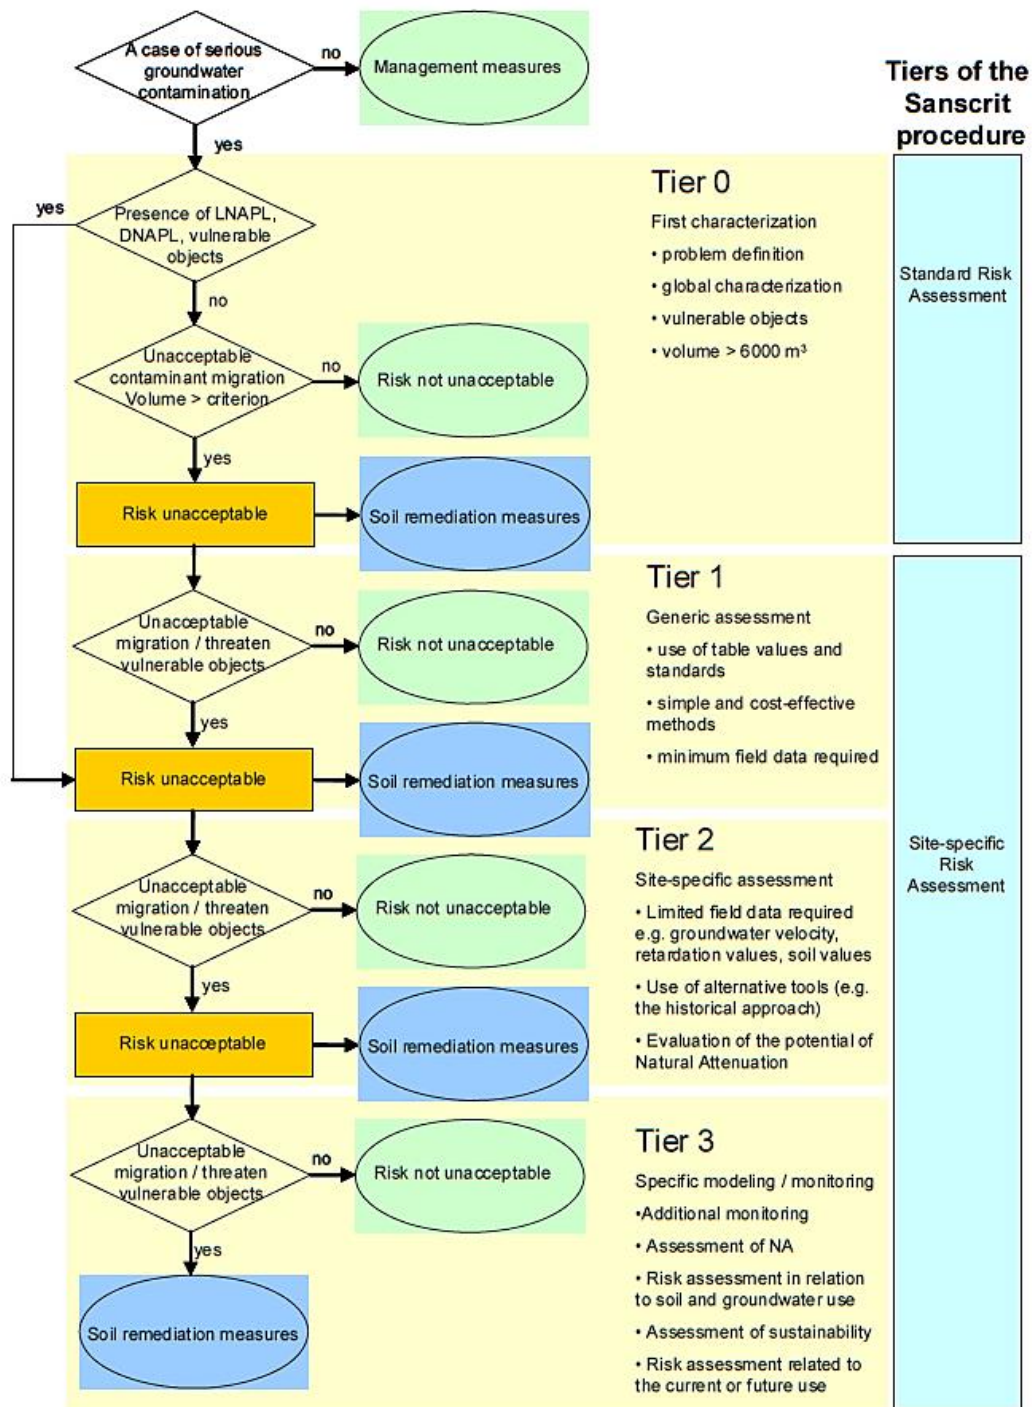 A case of serious
groundwater
contamination
no
Management measures
Tiers of the
Sanscrit
procedure
yes
yes
Presence of LNAPL,
DNAPL, vulnerable
objects
no
Tier 0
First characterization
• problem definition
• global characterization
• vulnerable objects
• volume > 6000 m³
Standard Risk
Assessment
Unacceptable
contaminant migration
Volume > criterion
no
Risk not unacceptable
yes
Risk unacceptable
Soil remediation measures
Tier 1
Generic assessment
• use of table values and
standards
• simple and cost-effective
methods
• minimum field data required
Unacceptable
migration / threaten
vulnerable objects
no
Risk not unacceptable
yes
Risk unacceptable
Soil remediation measures
Tier 2
Site-specific assessment
• Limited field data required
e.g. groundwater velocity,
retardation values, soil values
• Use of alternative tools (e.g.
the historical approach)
• Evaluation of the potential of
Natural Attenuation
Site-specific
Risk
Assessment
Unacceptable
migration / threaten
vulnerable objects
no
Risk not unacceptable
yes
Risk unacceptable
Soil remediation measures
Tier 3
Specific modeling / monitoring
•Additional monitoring
• Assessment of NA
• Risk assessment in relation
to soil and groundwater use
• Assessment of sustainability
• Risk assessment related to
the current or future use
Unacceptable
migration / threaten
vulnerable objects
no
Risk not unacceptable
yes
Soil remediation measures